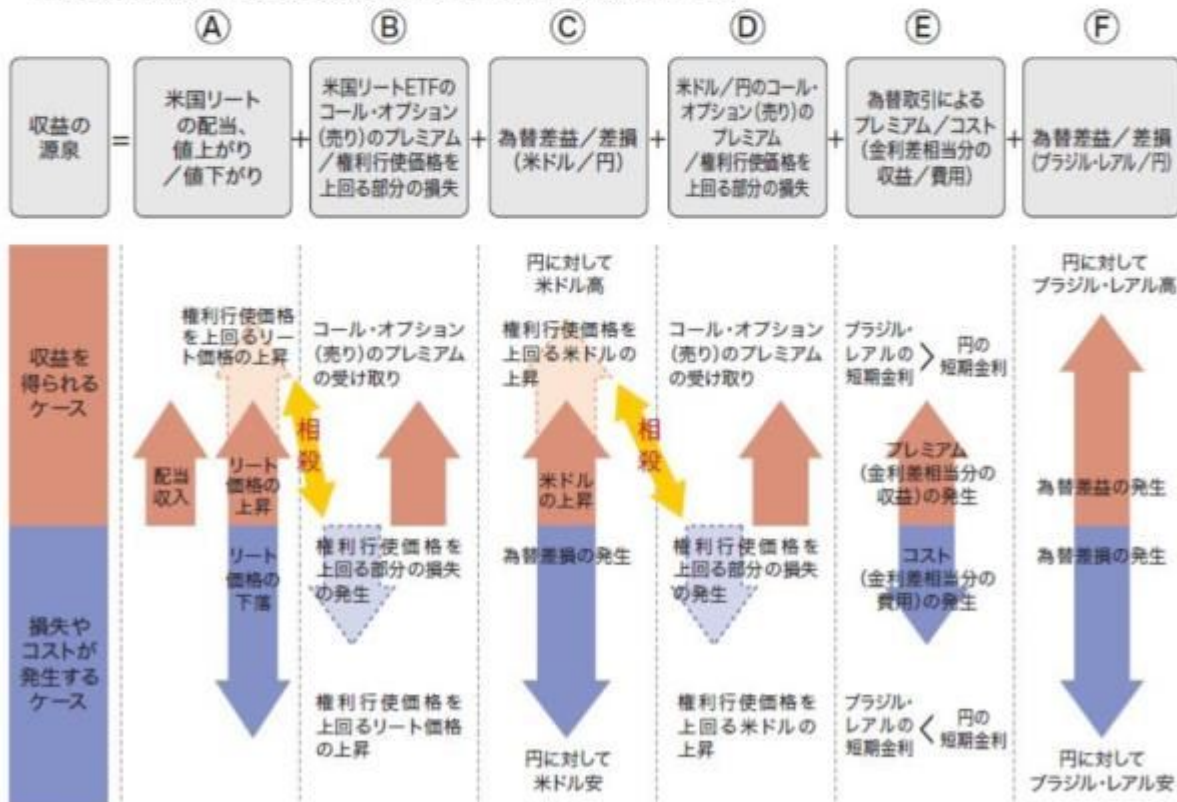 Ⓐ
Ⓑ
Ⓒ
Ⓓ
Ⓔ
Ⓕ
収益の
源泉
=
米国リート
の配当、
値上がり
／値下がり
+
米国リートETFの
コール・オプション
(売り)のプレミアム
／権利行使価格を
上回る部分の損失
+
為替差益／差損
(米ドル／円)
+
米ドル／円のコール・
オプション(売り)の
プレミアム
／権利行使価格を
上回る部分の損失
+
為替取引による
プレミアム／コスト
(金利差相当分の
収益／費用)
+
為替差益／差損
(ブラジル・レアル／円)
収益を
得られる
ケース
権利行使価格
を上回るリー
ト価格の上昇
配当
収入
リート
価格の
上昇
相殺
コール・オプション
(売り)のプレミアム
の受け取り
円に対して
米ドル高
権利行使価格を
上回る米ドルの
上昇
米ドル
の上昇
相殺
コール・オプション
(売り)のプレミアム
の受け取り
ブラジル・
レアルの
短期金利
>
円の
短期金利
プレミアム
(金利差相当分の
収益)の発生
円に対して
ブラジル・レアル高
為替差益の発生
損失や
コストが
発生する
ケース
リート
価格の
下落
権利行使価格を
上回る部分の損失
の発生
権利行使価格を
上回るリート価格
の上昇
為替差損の発生
円に対して
米ドル安
権利行使価格を
上回る部分の損失
の発生
権利行使価格を
上回る米ドルの
上昇
コスト
(金利差相当分の
費用)の発生
ブラジル・
レアルの
短期金利
<
円の
短期金利
為替差損の発生
円に対して
ブラジル・レアル安